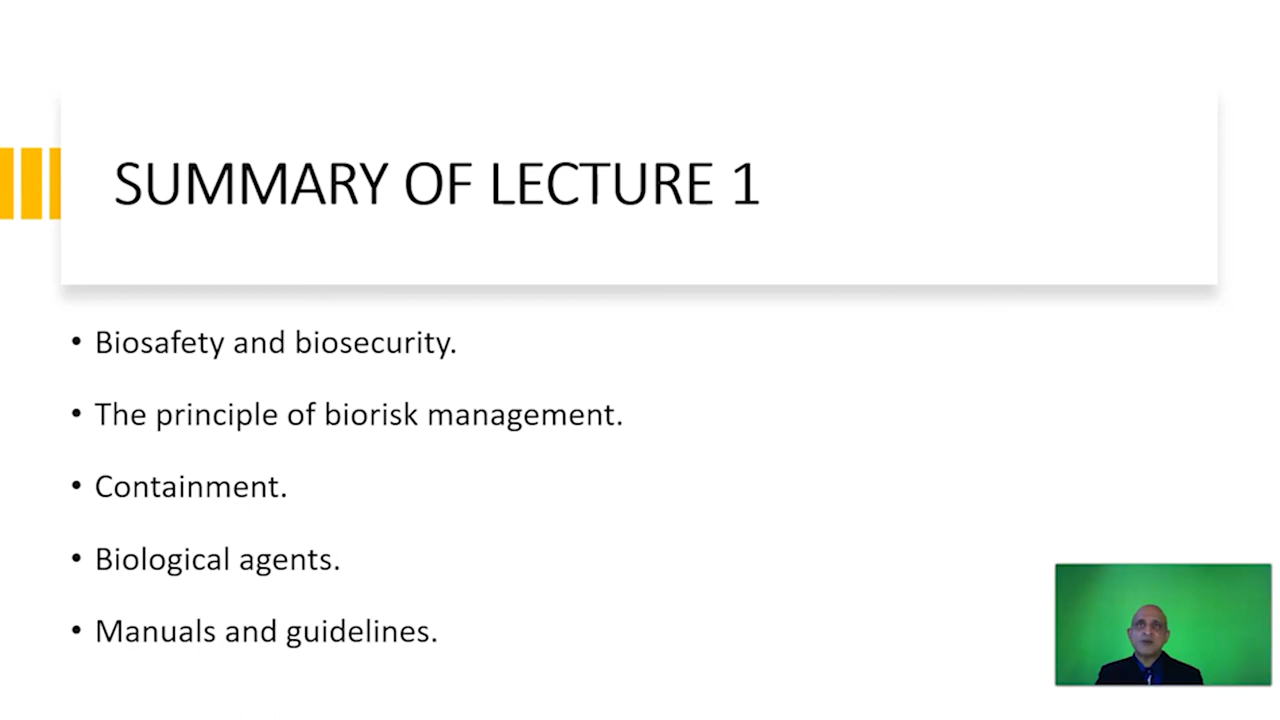 SUMMARY OF LECTURE 1
• Biosafety and biosecurity.
• The principle of biorisk management.
• Containment.
• Biological agents.
• Manuals and guidelines.